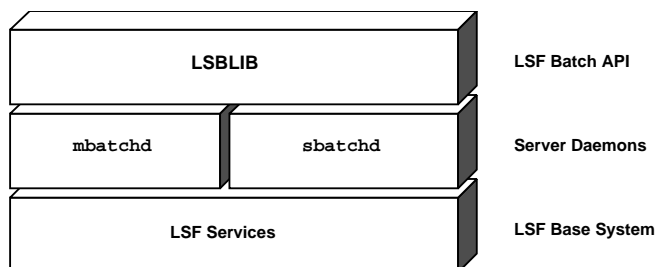 LSBLIB
LSF Batch API
mbatchd
sbatchd
Server Daemons
LSF Services
LSF Base System